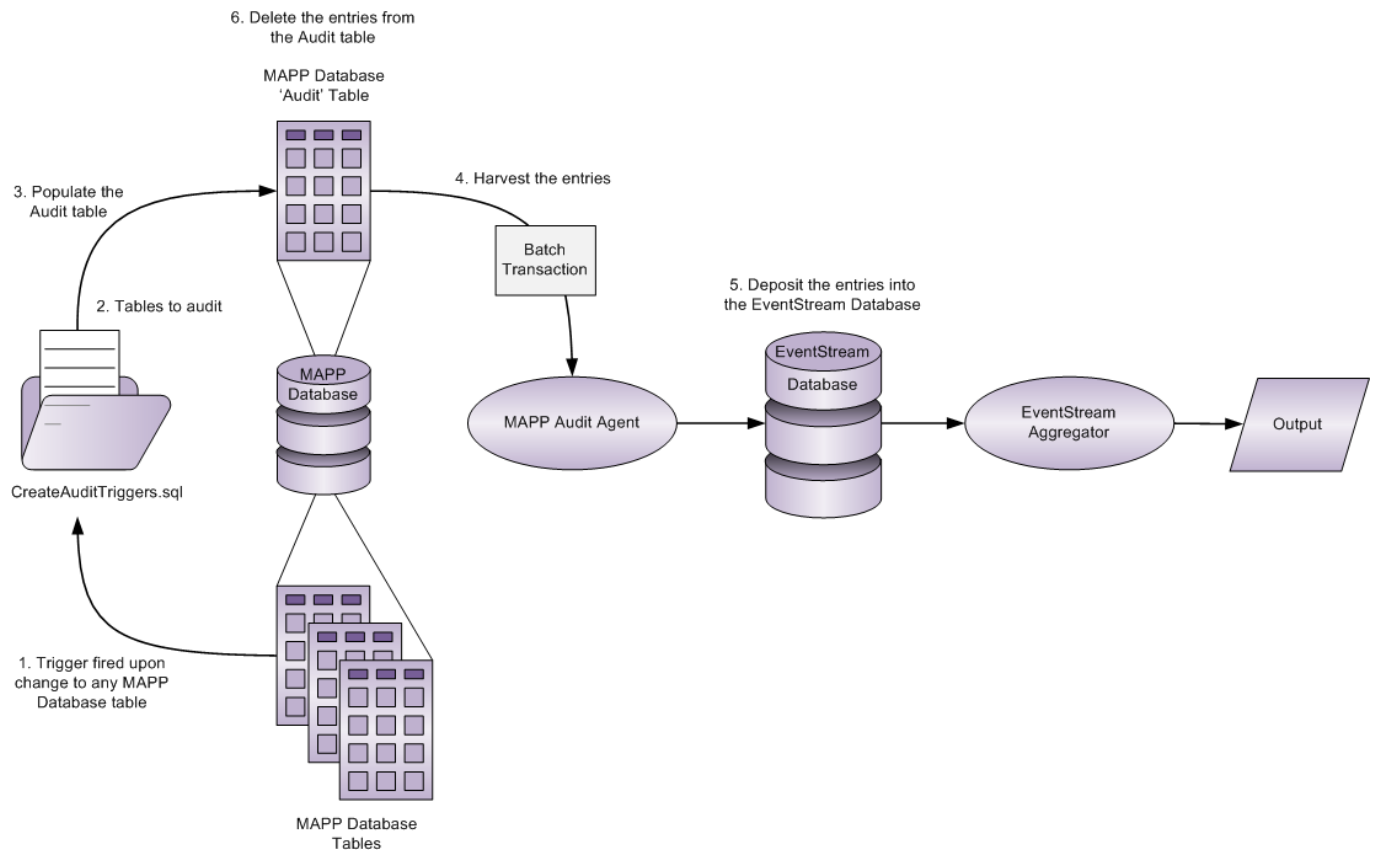 6. Delete the entries from
the Audit table
MAPP Database
‘Audit’ Table
3. Populate the
Audit table
4. Harvest the entries
Batch
Transaction
2. Tables to audit
5. Deposit the entries into
the EventStream Database
MAPP
Database
EventStream
Database
MAPP Audit Agent
EventStream
Aggregator
Output
CreateAuditTriggers.sql
1. Trigger fired upon
change to any MAPP
Database table
MAPP Database
Tables